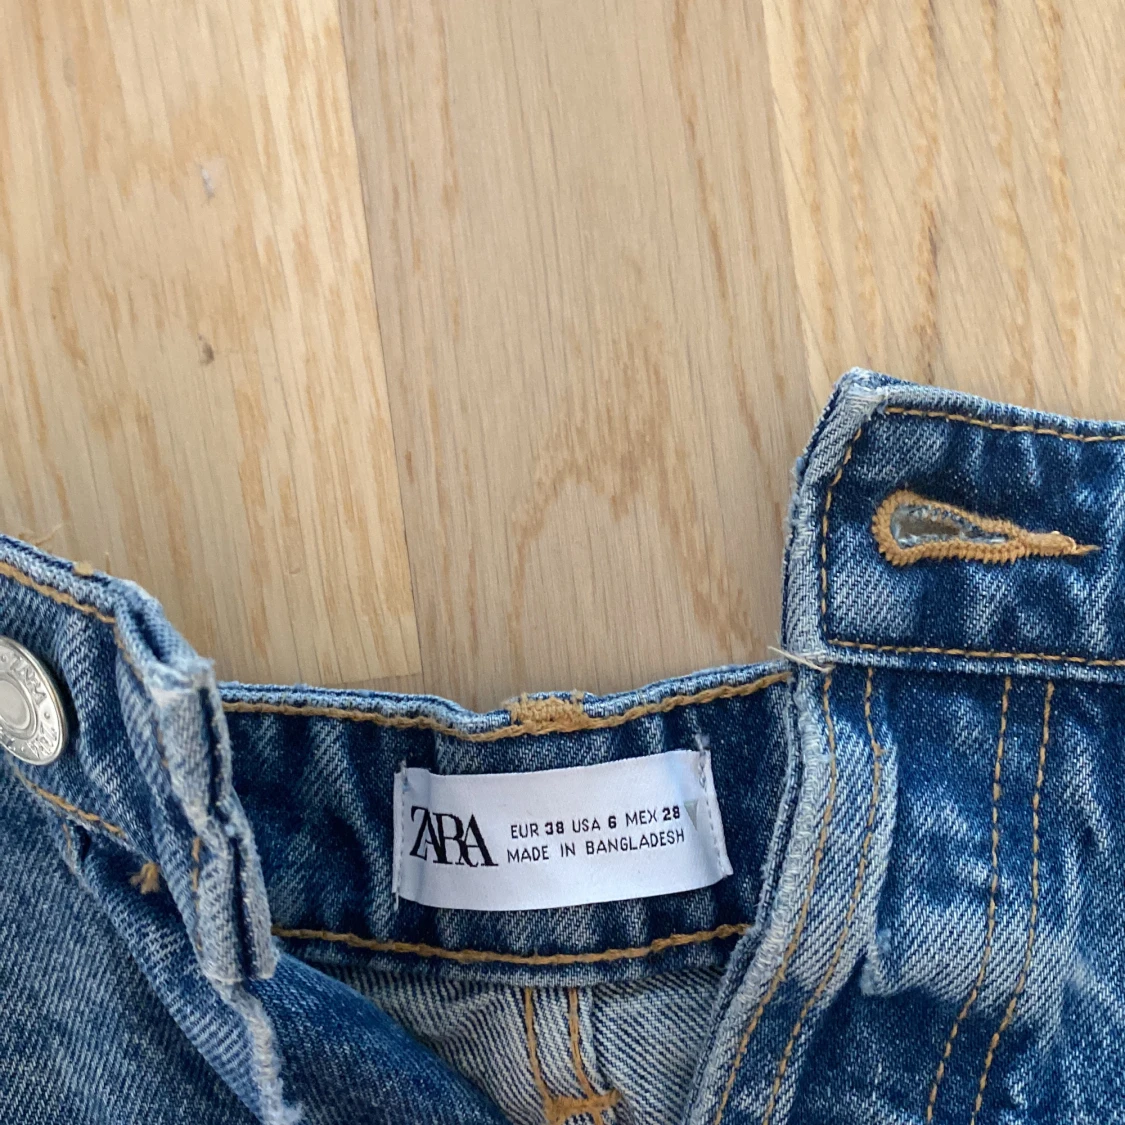 ZARA
EUR 38 USA 6 MEX 28
MADE IN BANGLADESH